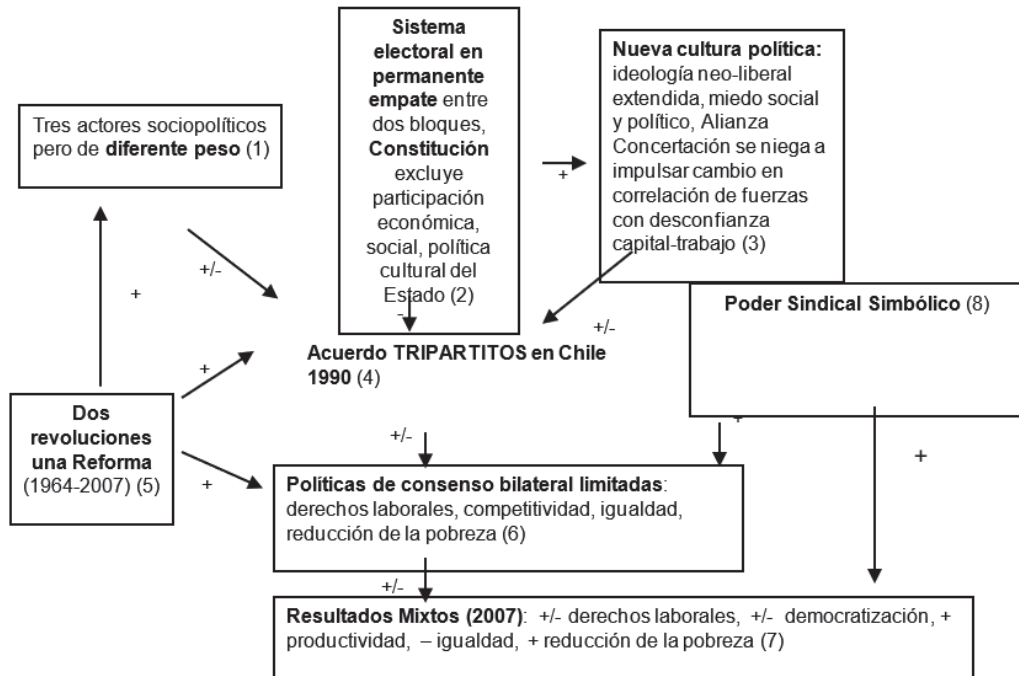 Sistema
electoral en
permanente
empate entre
dos bloques,
Constitución
excluye
participación
económica,
social, política
cultural del
Estado (2)
-
Nueva cultura política:
ideología neo-liberal
extendida, miedo social
y político, Alianza
Concertación se niega a
impulsar cambio en
correlación de fuerzas
con desconfianza
capital-trabajo (3)
+
Tres actores sociopolíticos
pero de diferente peso (1)
+/-
+
+/-
Poder Sindical Simbólico (8)
Acuerdo TRIPARTITOS en Chile
1990 (4)
+
Dos
revoluciones
una Reforma
(1964-2007) (5)
+
+/-
+
+
Políticas de consenso bilateral limitadas:
derechos laborales, competitividad, igualdad,
reducción de la pobreza (6)
+/-
Resultados Mixtos (2007): +/- derechos laborales, +/- democratización, +
productividad, – igualdad, + reducción de la pobreza (7)